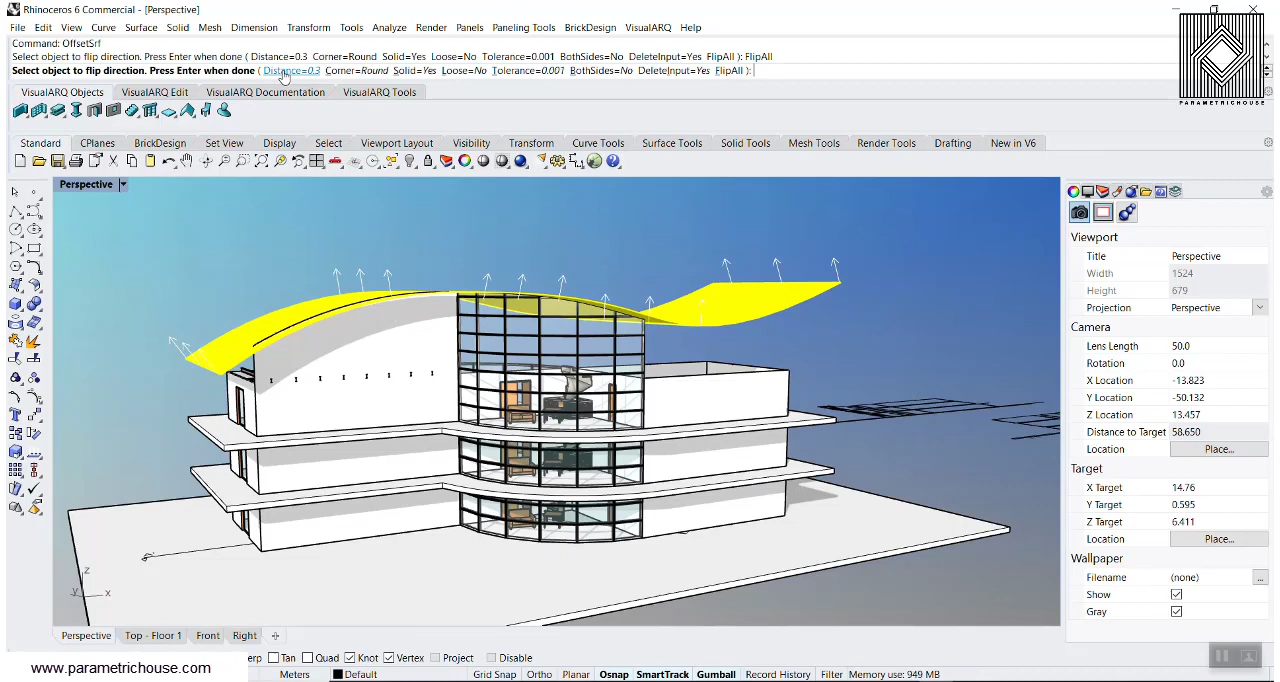 Rhinoceros 6 Commercial - [Perspective]
File Edit View Curve Surface Solid Mesh Dimension Transform Tools Analyze Render Panels Paneling Tools BrickDesign VisualARQ Help
Command: OffsetSrf
Select object to flip direction. Press Enter when done ( Distance=0.3 Corner=Round Solid=Yes Loose=No Tolerance=0.001 BothSides=No DeleteInput=Yes FlipAll ): FlipAll
Select object to flip direction. Press Enter when done ( Distance=0.3 Corner=Round Solid=Yes Loose=No Tolerance=0.001 BothSides=No DeleteInput=Yes FlipAll ):
PARAMETRICHOUSE
VisualARQ Objects VisualARQ Edit VisualARQ Documentation VisualARQ Tools
Standard CPlanes BrickDesign Set View Display Select Viewport Layout Visibility Transform Curve Tools Surface Tools Solid Tools Mesh Tools Render Tools Drafting New in V6
Perspective
Viewport
Title Perspective
Width 1524
Height 679
Projection Perspective
Camera
Lens Length 50.0
Rotation 0.0
X Location -13.823
Y Location -50.132
Z Location 13.457
Distance to Target 58.650
Location Place...
Target
X Target 14.76
Y Target 0.595
Z Target 6.411
Location Place...
Wallpaper
Filename (none) ...
Show
Gray
z
y x
Perspective Top - Floor 1 Front Right
erp Tan Quad Knot Vertex Project Disable
www.parametrichouse.com
Meters Default Grid Snap Ortho Planar Osnap SmartTrack Gumball Record History Filter Memory use: 949 MB